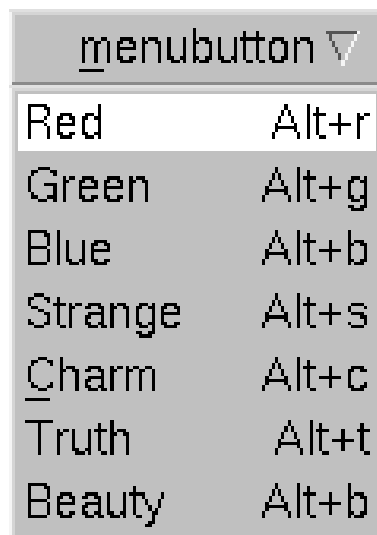 menubutton
Red Alt+r
Green Alt+g
Blue Alt+b
Strange Alt+s
Charm Alt+c
Truth Alt+t
Beauty Alt+b